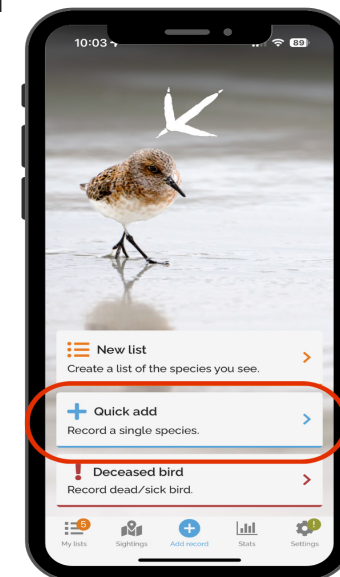 10:03
89
New list
Create a list of the species you see.
Quick add
Record a single species.
Deceased bird
Record dead/sick bird.
5
!
My lists
Sightings
Add record
Stats
Settings